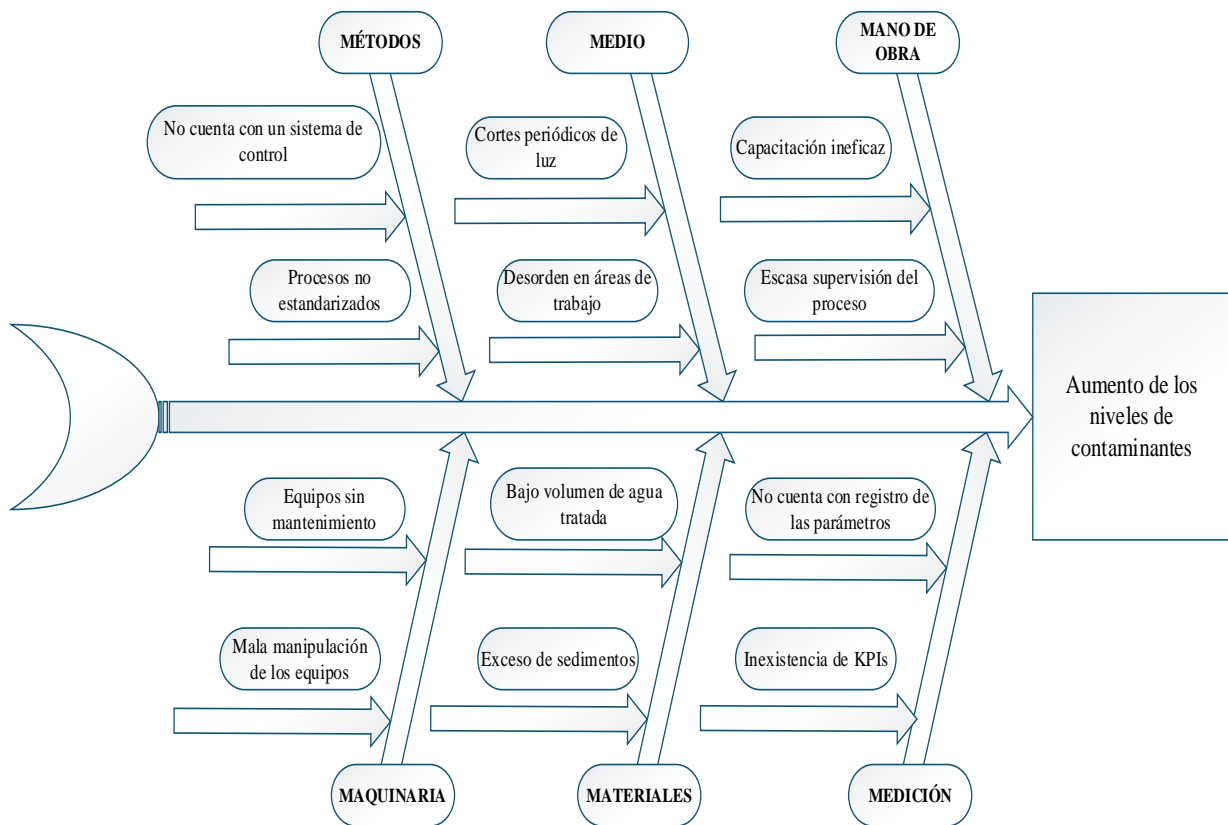 MÉTODOS
MEDIO
MANO DE
OBRA
No cuenta con un sistema de
control
Cortes periódicos de
luz
Capacitación ineficaz
Procesos no
estandarizados
Desorden en áreas de
trabajo
Escasa supervisión del
proceso
Aumento de los
niveles de
contaminantes
Equipos sin
mantenimiento
Bajo volumen de agua
tratada
No cuenta con registro de
las parámetros
Mala manipulación
de los equipos
Exceso de sedimentos
Inexistencia de KPIs
MAQUINARIA
MATERIALES
MEDICIÓN